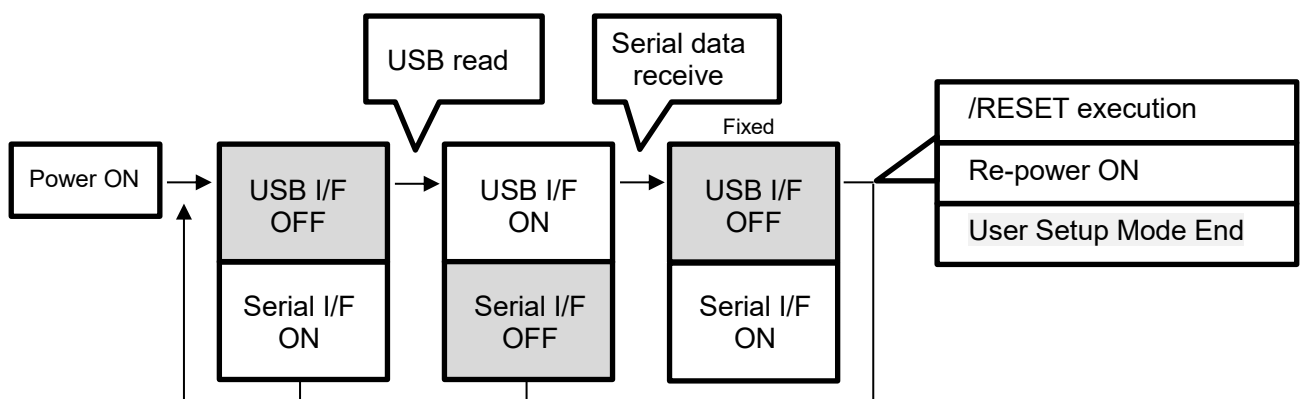 USB read
Serial data
receive
Fixed
/RESET execution
Re-power ON
User Setup Mode End
Power ON
USB I/F
OFF
USB I/F
ON
USB I/F
OFF
Serial I/F
ON
Serial I/F
OFF
Serial I/F
ON